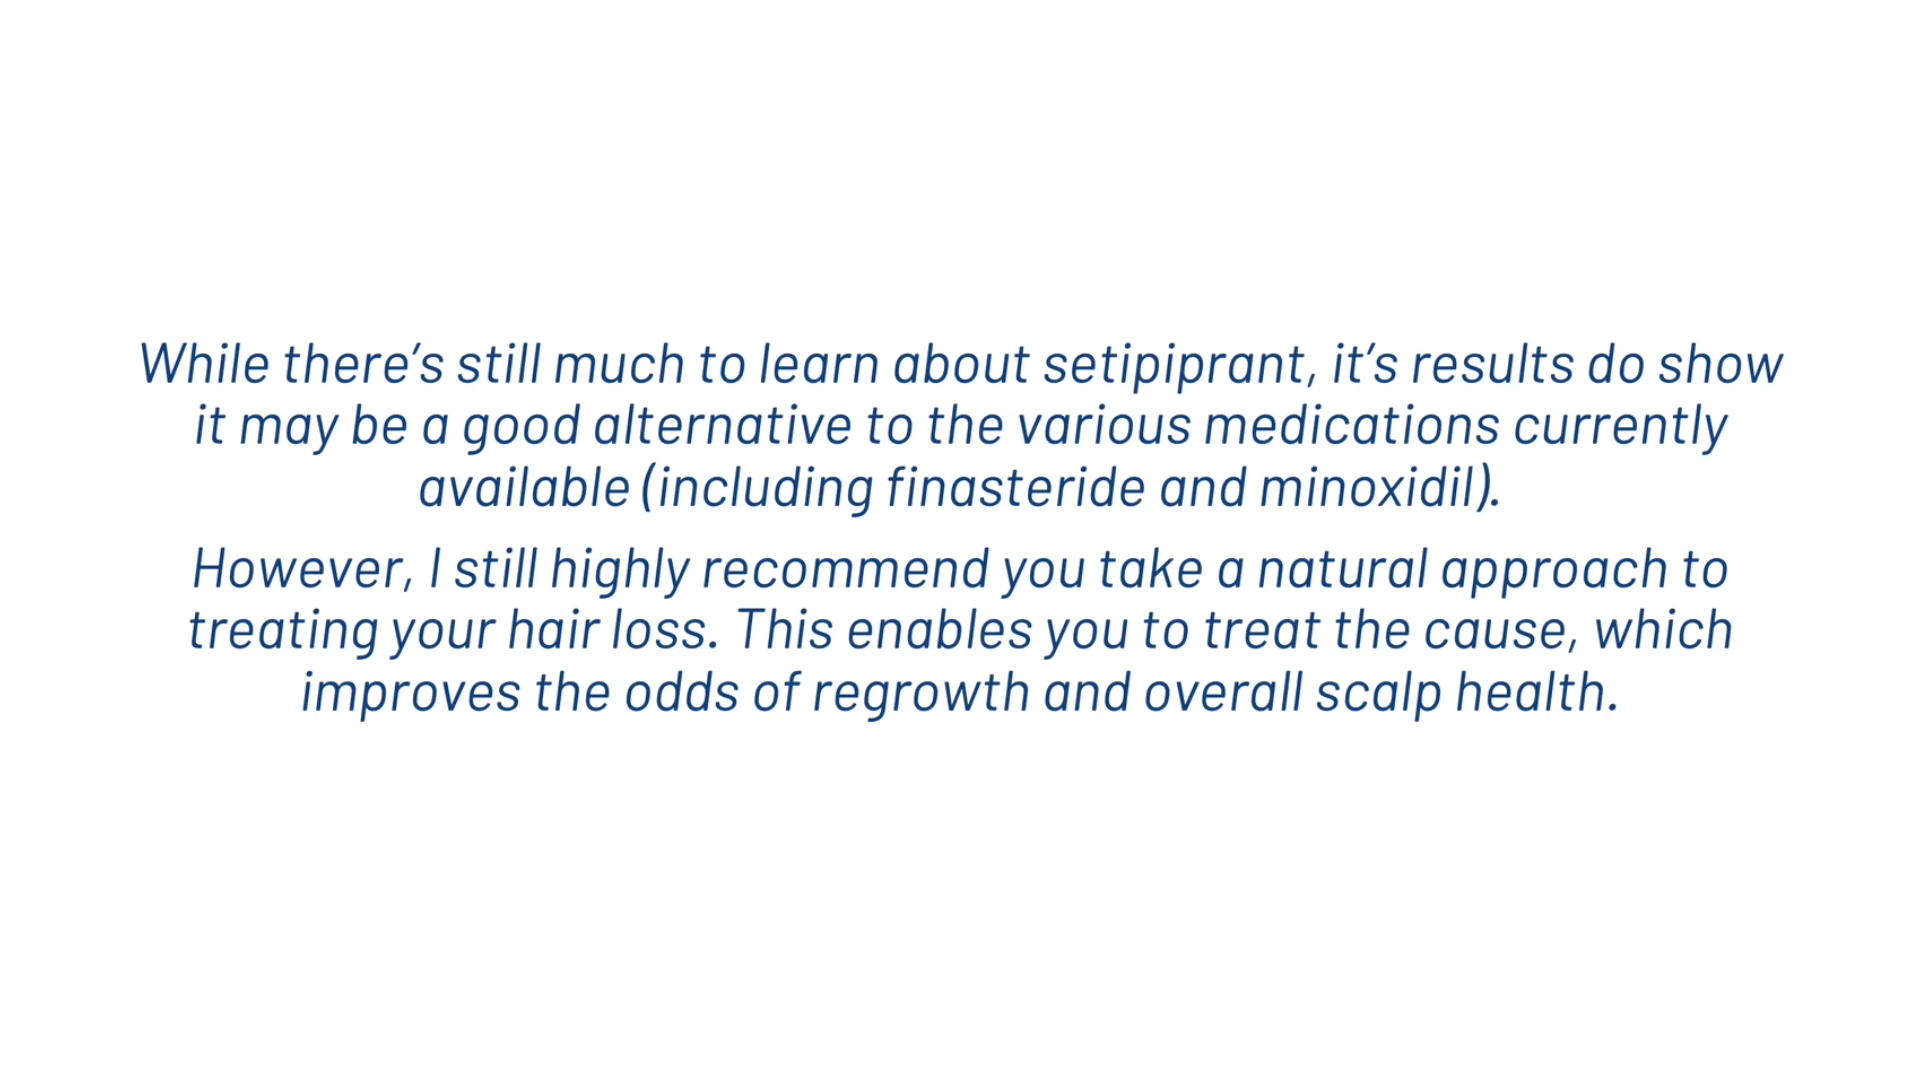 While there’s still much to learn about setipiprant, it’s results do show
it may be a good alternative to the various medications currently
available (including finasteride and minoxidil).
However, I still highly recommend you take a natural approach to
treating your hair loss. This enables you to treat the cause, which
improves the odds of regrowth and overall scalp health.